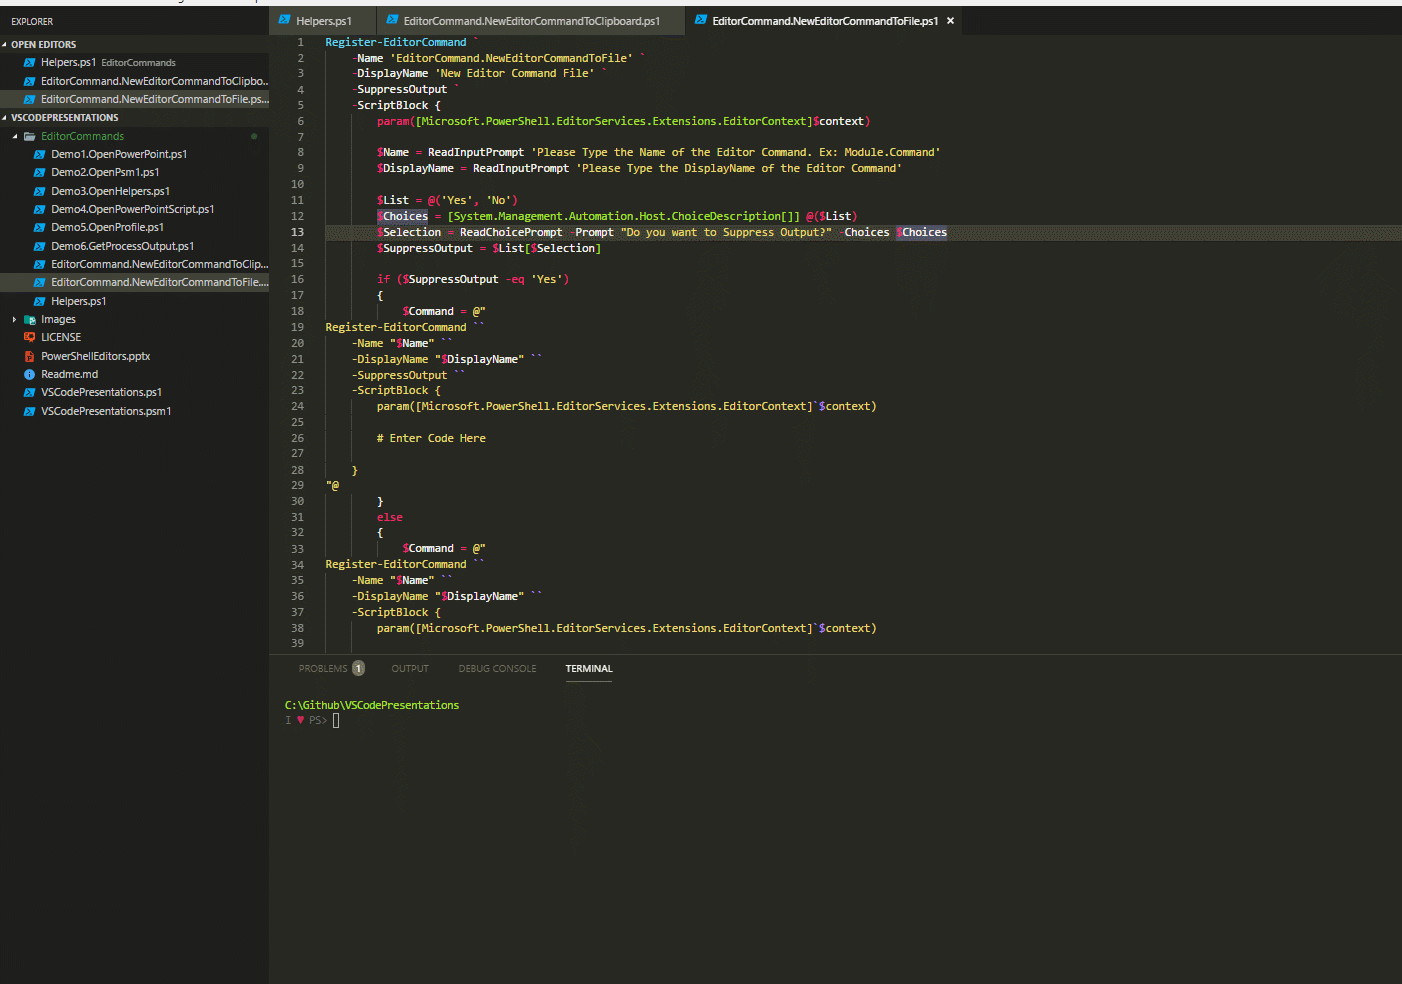 EXPLORER
OPEN EDITORS
Helpers.ps1 EditorCommands
EditorCommand.NewEditorCommandToClipbo...
EditorCommand.NewEditorCommandToFile.ps...
VSCODEPRESENTATIONS
EditorCommands
Demo1.OpenPowerPoint.ps1
Demo2.OpenPsm1.ps1
Demo3.OpenHelpers.ps1
Demo4.OpenPowerPointScript.ps1
Demo5.OpenProfile.ps1
Demo6.GetProcessOutput.ps1
EditorCommand.NewEditorCommandToClip...
EditorCommand.NewEditorCommandToFile....
Helpers.ps1
Images
LICENSE
PowerShellEditors.pptx
Readme.md
VSCodePresentations.ps1
VSCodePresentations.psm1
Helpers.ps1 EditorCommand.NewEditorCommandToClipboard.ps1 EditorCommand.NewEditorCommandToFile.ps1 ×
1 Register-EditorCommand `
2     -Name 'EditorCommand.NewEditorCommandToFile' `
3     -DisplayName 'New Editor Command File' `
4     -SuppressOutput `
5     -ScriptBlock {
6         param([Microsoft.PowerShell.EditorServices.Extensions.EditorContext]$context)
7
8         $Name = ReadInputPrompt 'Please Type the Name of the Editor Command. Ex: Module.Command'
9         $DisplayName = ReadInputPrompt 'Please Type the DisplayName of the Editor Command'
10
11         $List = @('Yes', 'No')
12         $Choices = [System.Management.Automation.Host.ChoiceDescription[]] @($List)
13         $Selection = ReadChoicePrompt -Prompt "Do you want to Suppress Output?" -Choices $Choices
14         $SuppressOutput = $List[$Selection]
15
16         if ($SuppressOutput -eq 'Yes')
17         {
18             $Command = @"
19 Register-EditorCommand ``
20     -Name "$Name" ``
21     -DisplayName "$DisplayName" ``
22     -SuppressOutput ``
23     -ScriptBlock {
24         param([Microsoft.PowerShell.EditorServices.Extensions.EditorContext]`$context)
25
26         # Enter Code Here
27
28     }
29 "@
30         }
31         else
32         {
33             $Command = @"
34 Register-EditorCommand ``
35     -Name "$Name" ``
36     -DisplayName "$DisplayName" ``
37     -ScriptBlock {
38         param([Microsoft.PowerShell.EditorServices.Extensions.EditorContext]`$context)
39
PROBLEMS 1 OUTPUT DEBUG CONSOLE TERMINAL
C:\Github\VSCodePresentations
I ♥ PS>